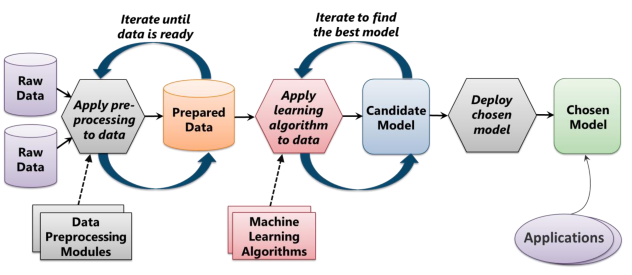 Iterate until
data is ready
Iterate to find
the best model
Raw
Data
Raw
Data
Apply pre-
processing
to data
Prepared
Data
Apply
learning
algorithm
to data
Candidate
Model
Deploy
chosen
model
Chosen
Model
Data
Preprocessing
Modules
Machine
Learning
Algorithms
Applications